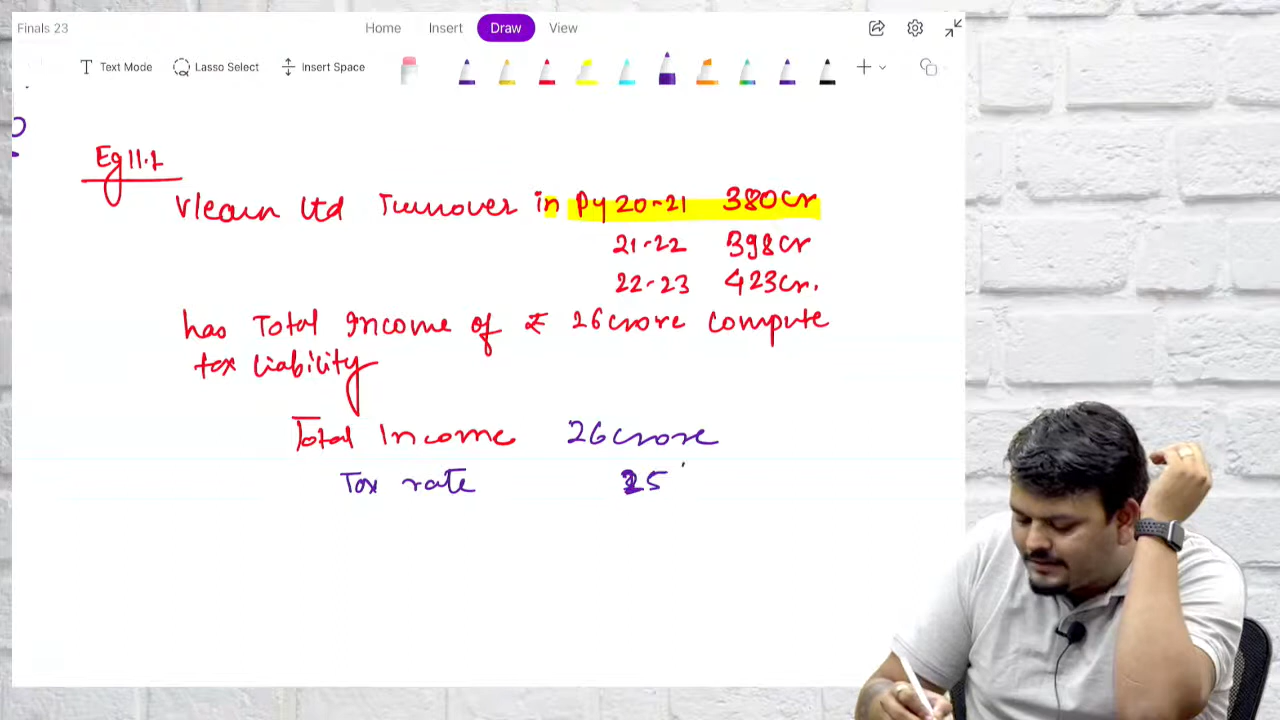 Finals 23
Home Insert Draw View
Text Mode Lasso Select Insert Space
Eg 11.1
Vleain Ltd Turnover in Py 20-21 380cr
21-22 398cr
22-23 423cr.
has Total Income of ₹ 26crore compute
tax liability
Total Income 26crore
Tax rate 25